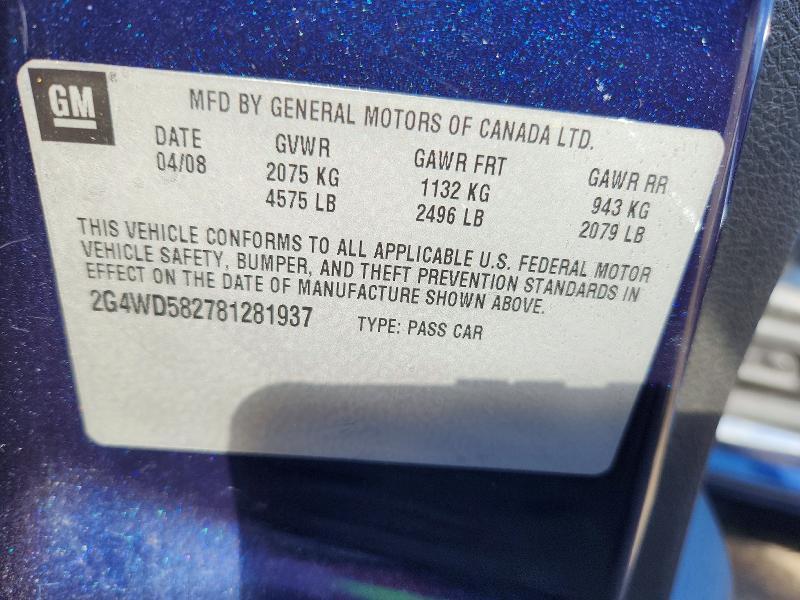 GM ®
MFD BY GENERAL MOTORS OF CANADA LTD.
DATE GVWR GAWR FRT GAWR RR
04/08 2075 KG 1132 KG 943 KG
4575 LB 2496 LB 2079 LB
THIS VEHICLE CONFORMS TO ALL APPLICABLE U.S. FEDERAL MOTOR
VEHICLE SAFETY, BUMPER, AND THEFT PREVENTION STANDARDS IN
EFFECT ON THE DATE OF MANUFACTURE SHOWN ABOVE.
2G4WD582781281937 TYPE: PASS CAR